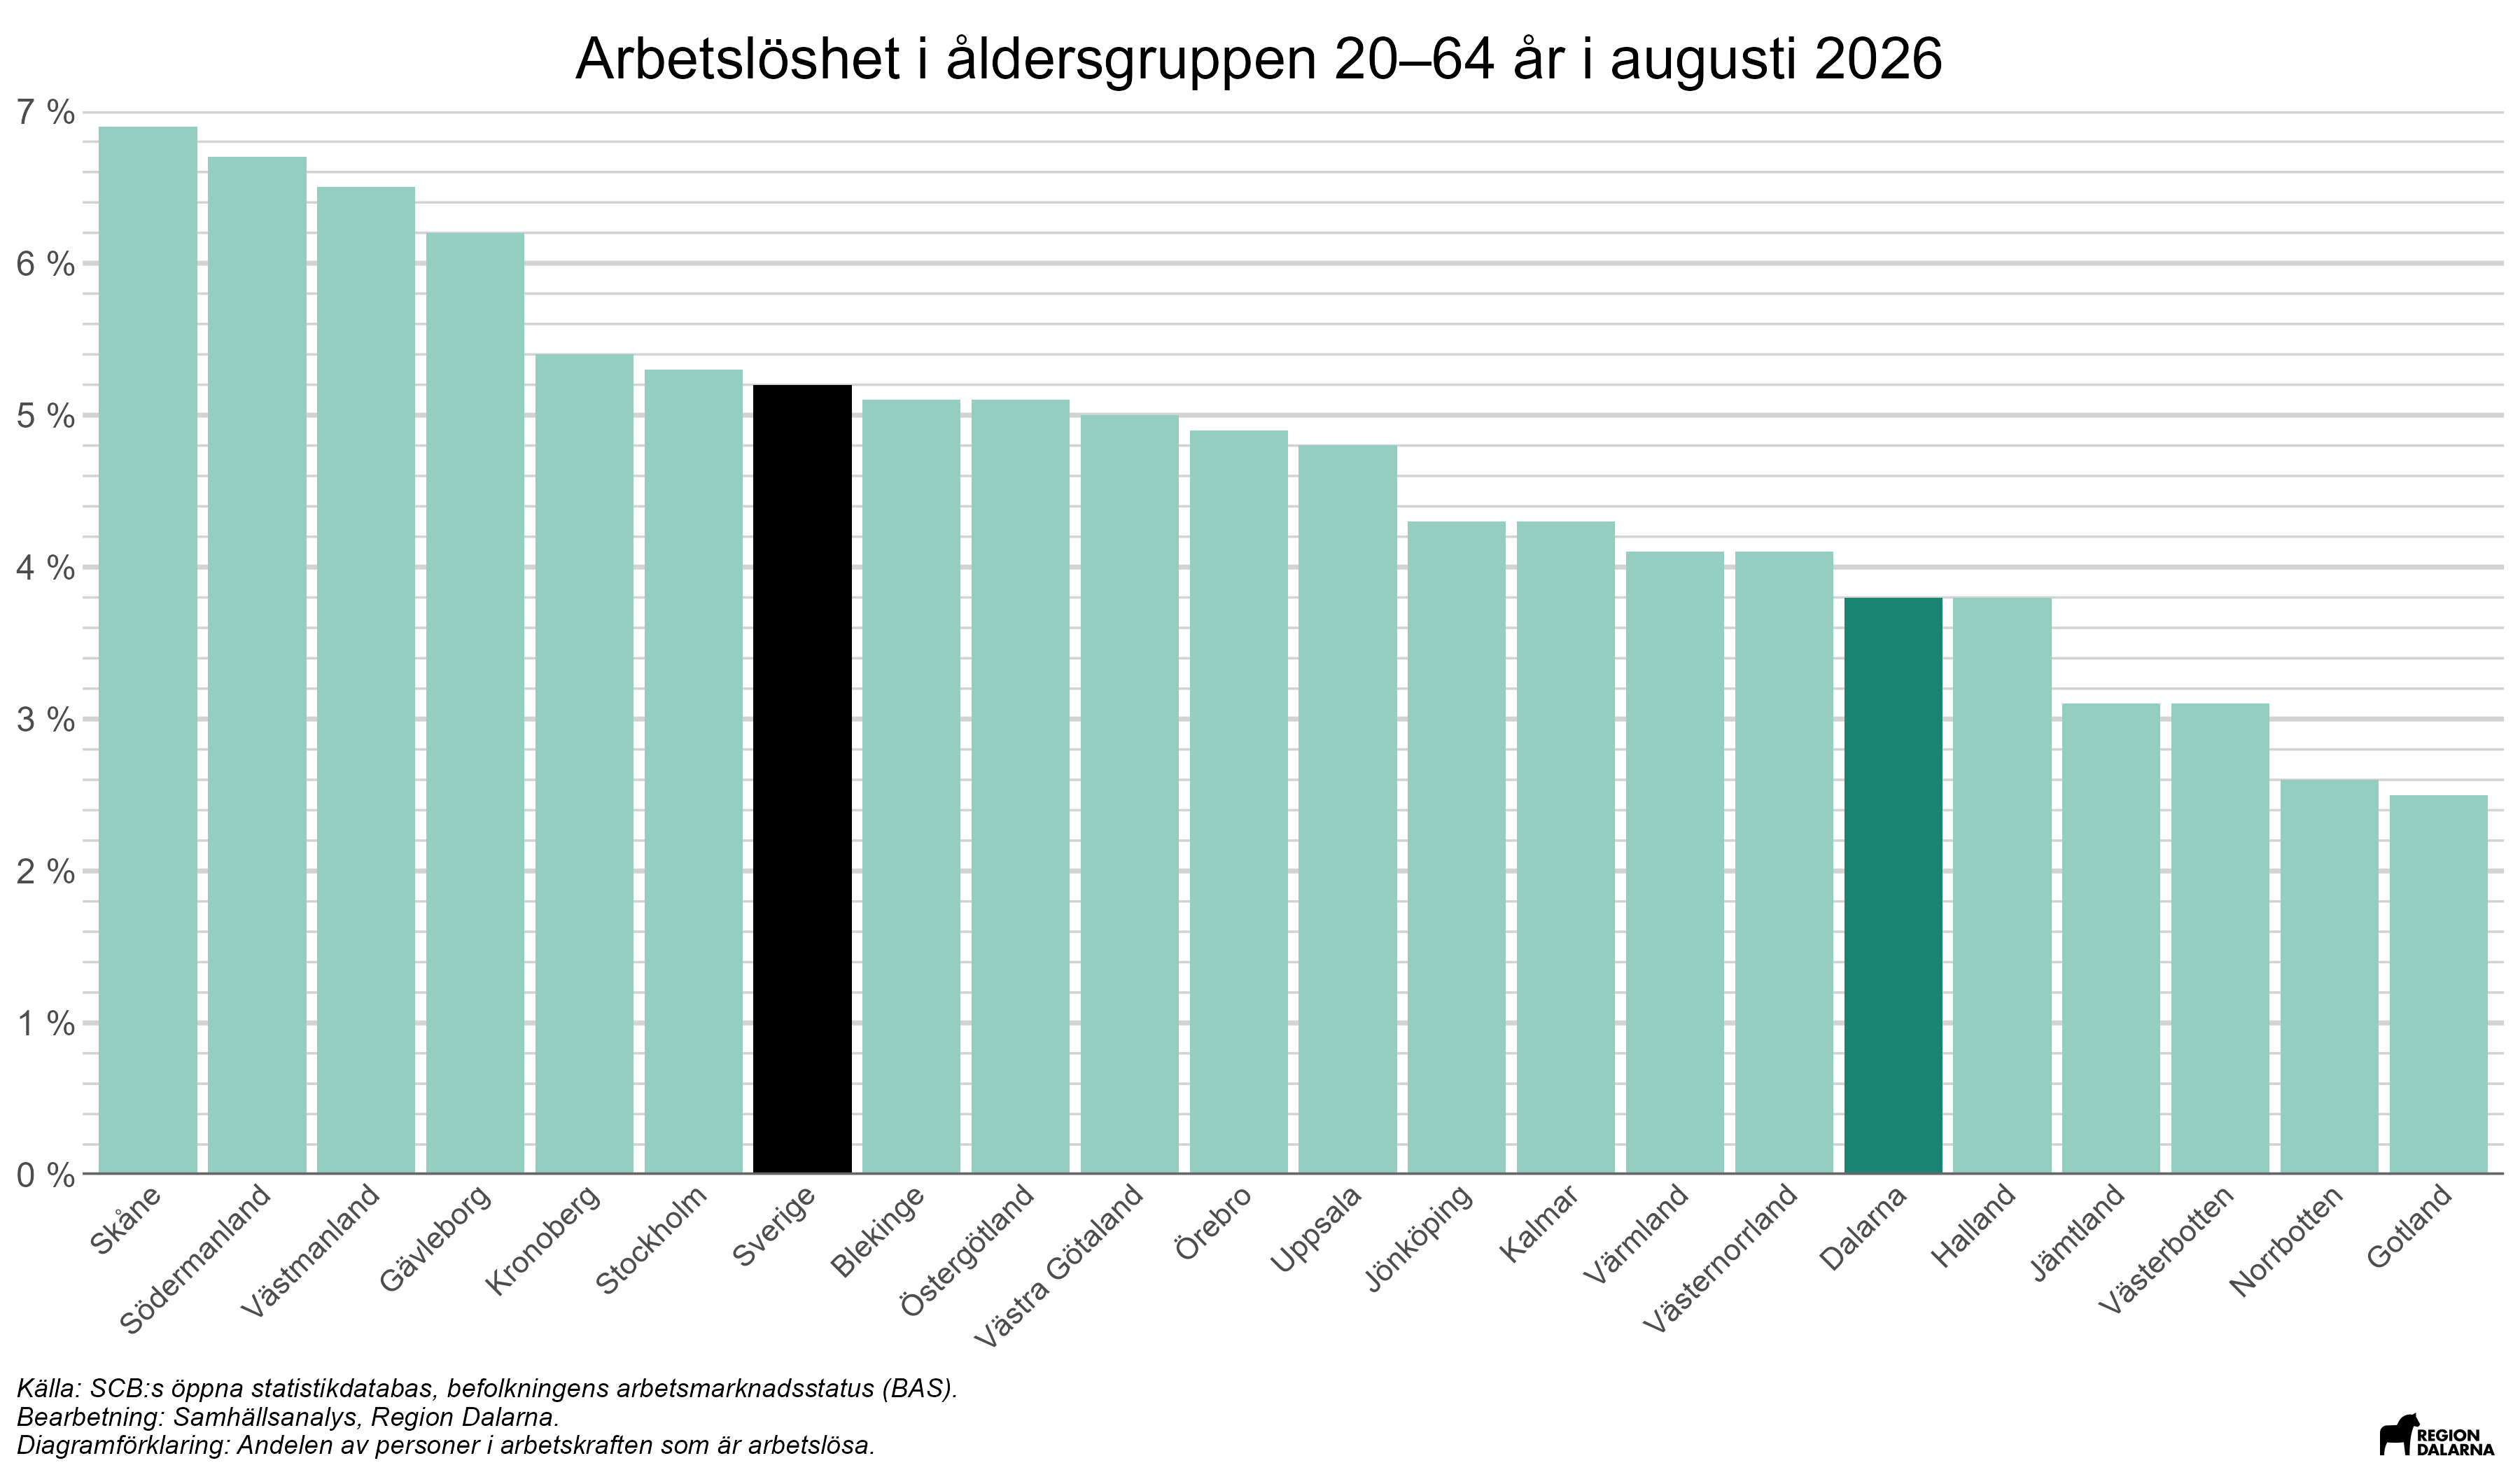 Arbetslöshet i åldersgruppen 20–64 år i augusti 2026
7 %
6 %
5 %
4 %
3 %
2 %
1 %
0 %
Skåne
Södermanland
Västmanland
Gävleborg
Kronoberg
Stockholm
Sverige
Blekinge
Östergötland
Västra Götaland
Örebro
Uppsala
Jönköping
Kalmar
Värmland
Västernorrland
Dalarna
Halland
Jämtland
Västerbotten
Norrbotten
Gotland
Källa: SCB:s öppna statistikdatabas, befolkningens arbetsmarknadsstatus (BAS).
Bearbetning: Samhällsanalys, Region Dalarna.
Diagramförklaring: Andelen av personer i arbetskraften som är arbetslösa.
REGION
DALARNA